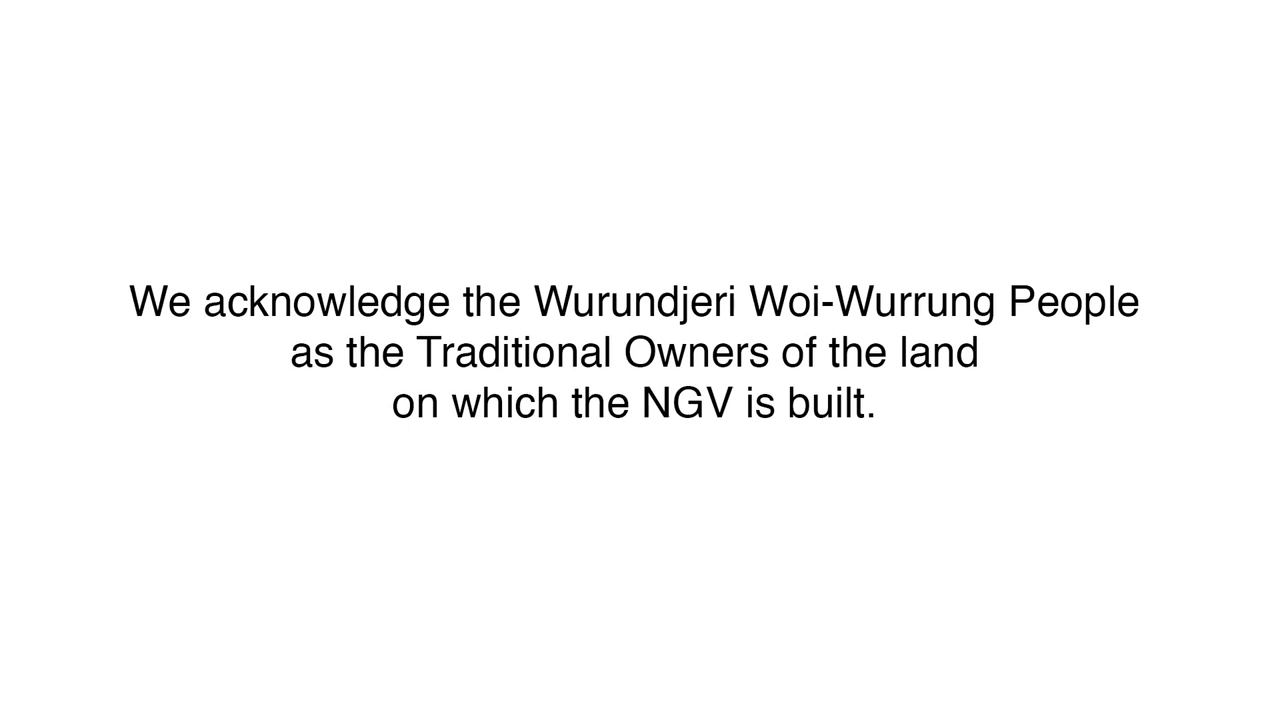 We acknowledge the Wurundjeri Woi-Wurrung People
as the Traditional Owners of the land
on which the NGV is built.